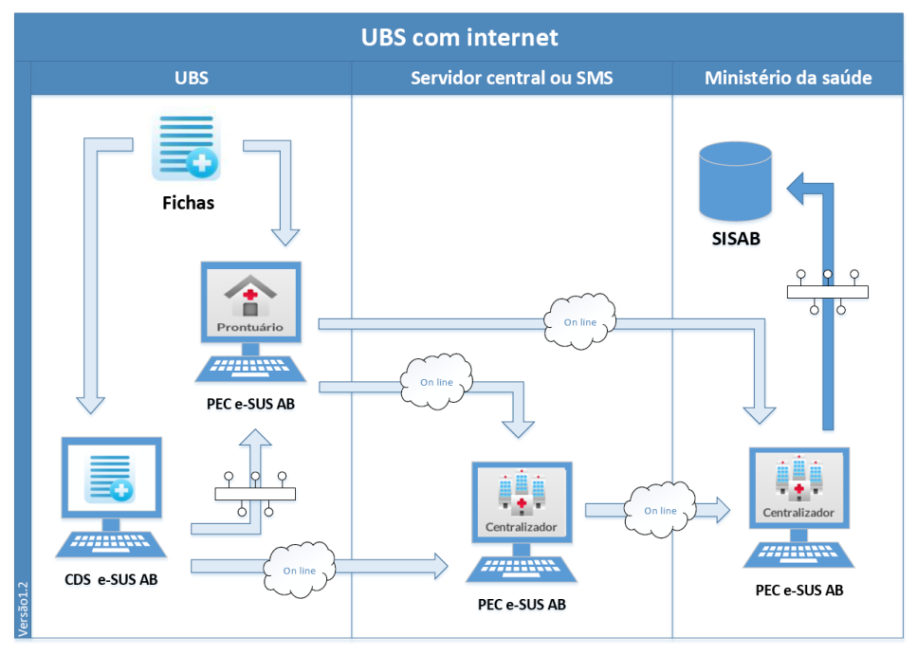 UBS com internet
UBS
Servidor central ou SMS
Ministério da saúde
Fichas
SISAB
Prontuário
On line
On line
PEC e-SUS AB
Centralizador
Centralizador
On line
On line
CDS e-SUS AB
PEC e-SUS AB
PEC e-SUS AB
Versão1.2